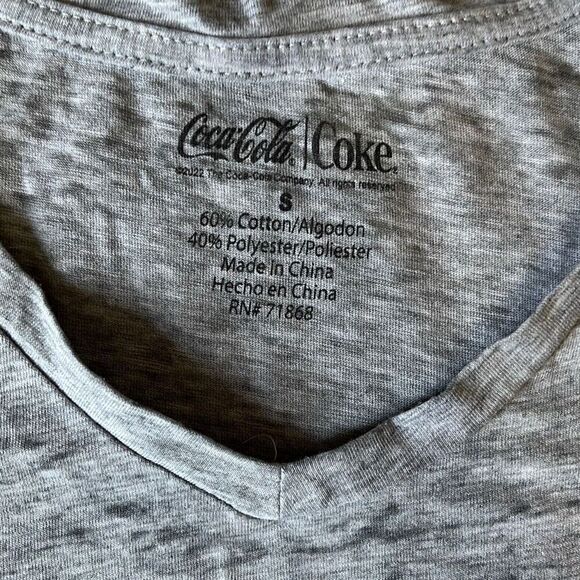 Coca-Cola | Coke
©2022 The Coca-Cola Company. All rights reserved
S
60% Cotton/Algodon
40% Polyester/Poliester
Made in China
Hecho en China
RN# 71868